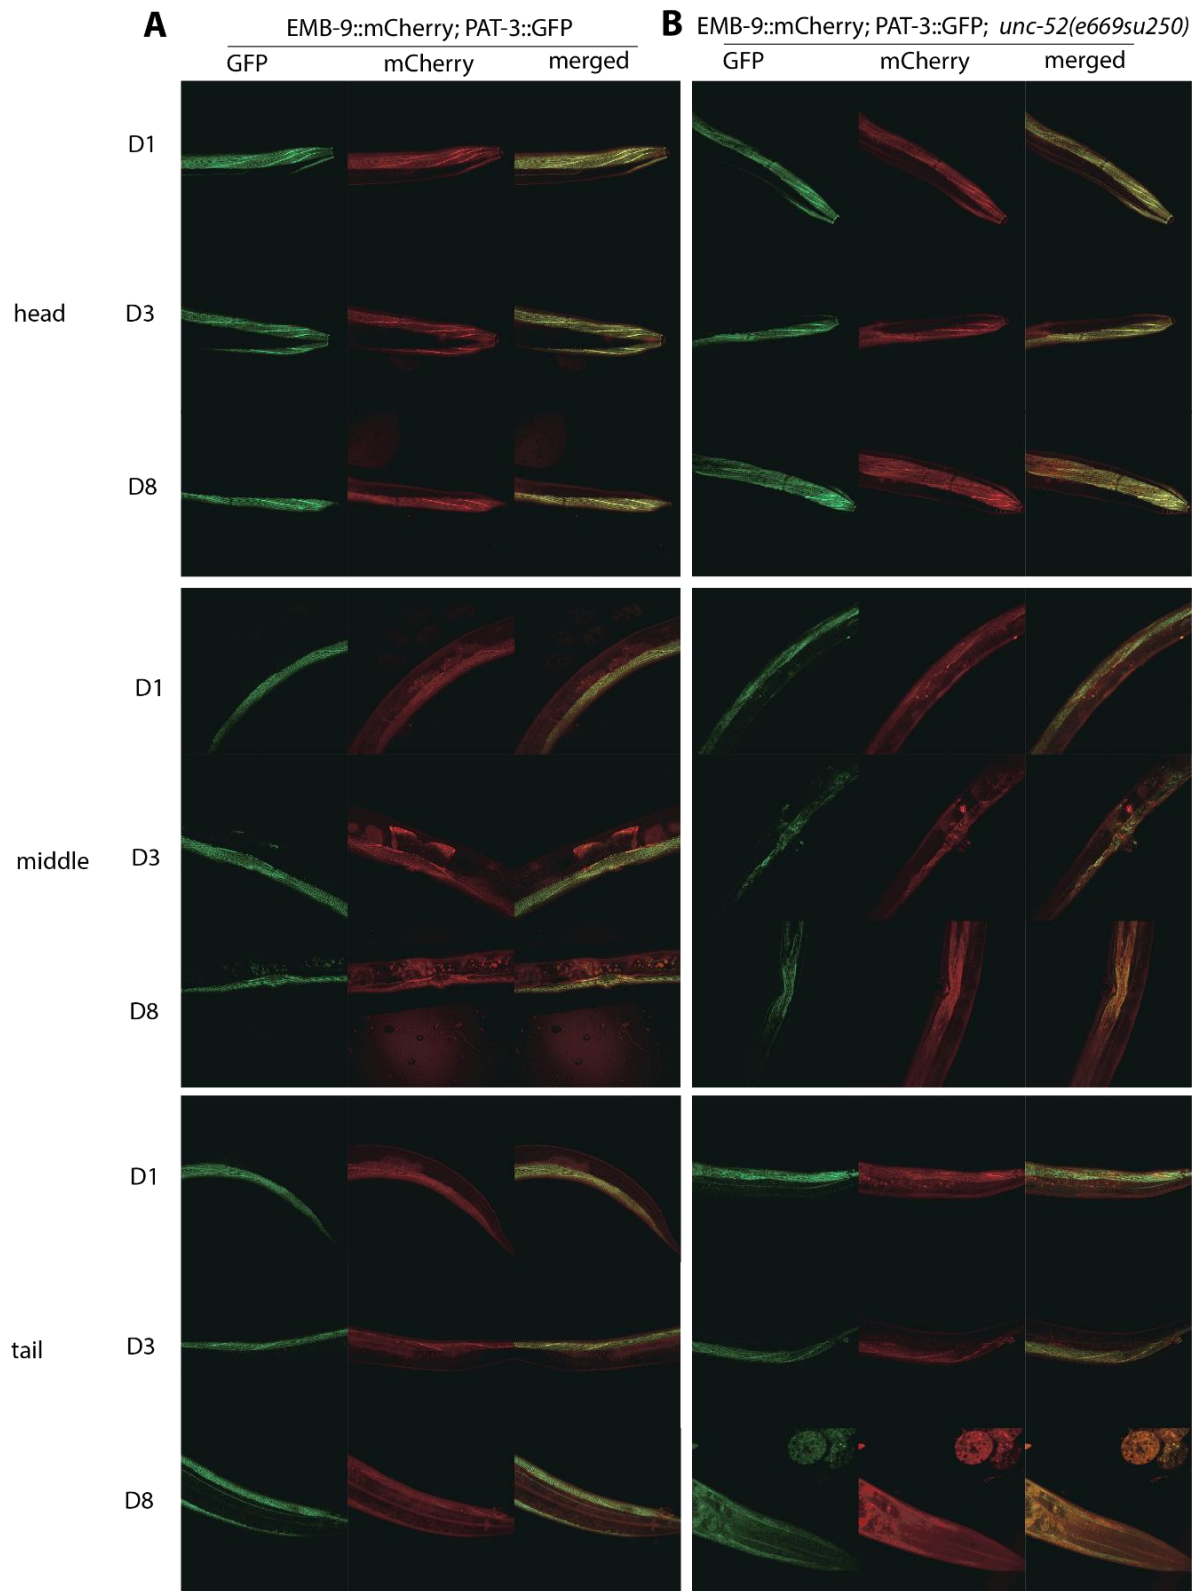 A EMB-9::mCherry; PAT-3::GFP B EMB-9::mCherry; PAT-3::GFP; unc-52(e669su250)
GFP mCherry merged GFP mCherry merged
D1
head D3
D8
D1
middle D3
D8
D1
tail D3
D8